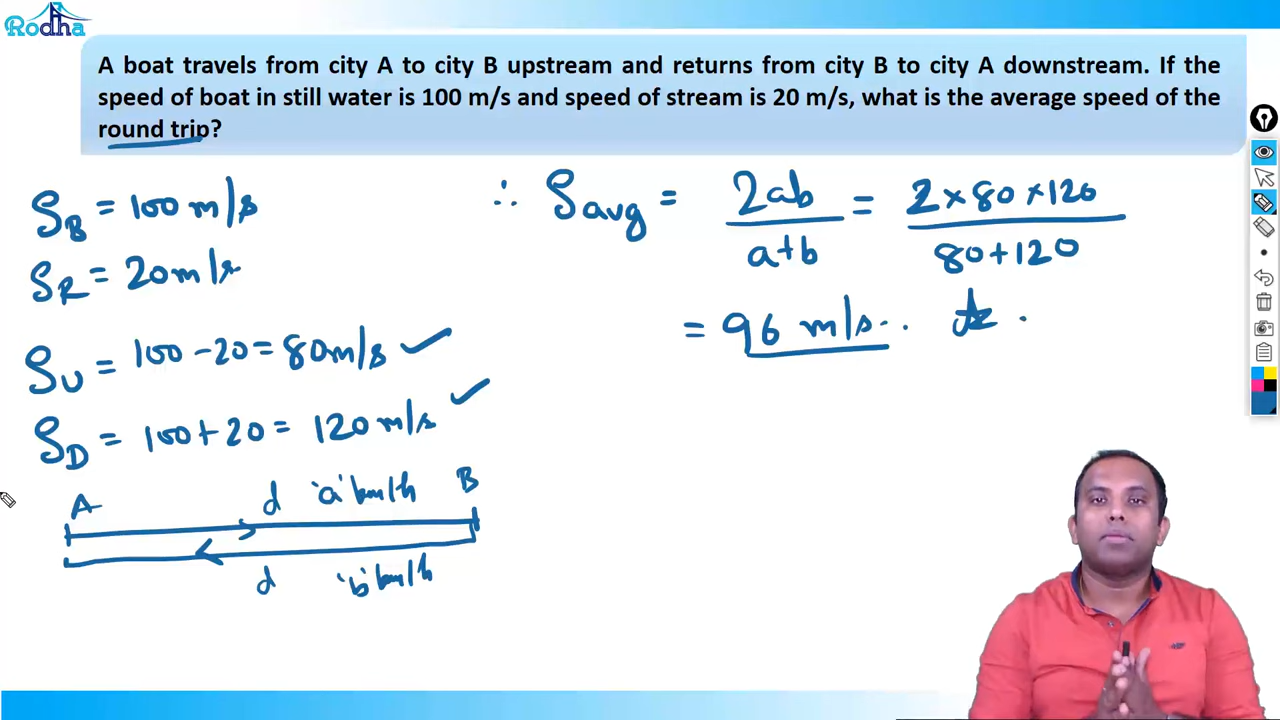 Rodha
A boat travels from city A to city B upstream and returns from city B to city A downstream. If the
speed of boat in still water is 100 m/s and speed of stream is 20 m/s, what is the average speed of the
round trip?
S_B = 100 m/s
S_R = 20 m/s
S_U = 100 - 20 = 80 m/s ✓
S_D = 100 + 20 = 120 m/s ✓
A d 'a' km/h B
d 'b' km/h
∴ S_avg = 2ab / a+b = 2 × 80 × 120 / 80 + 120
= 96 m/s